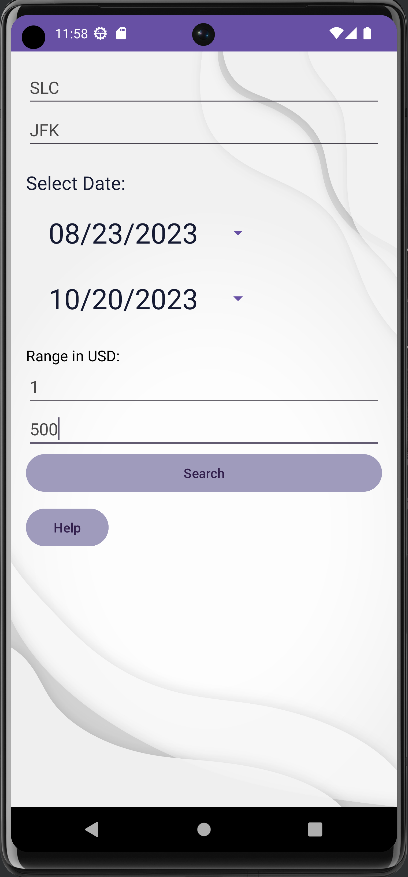 11:58
SLC
JFK
Select Date:
08/23/2023
10/20/2023
Range in USD:
1
500
Search
Help